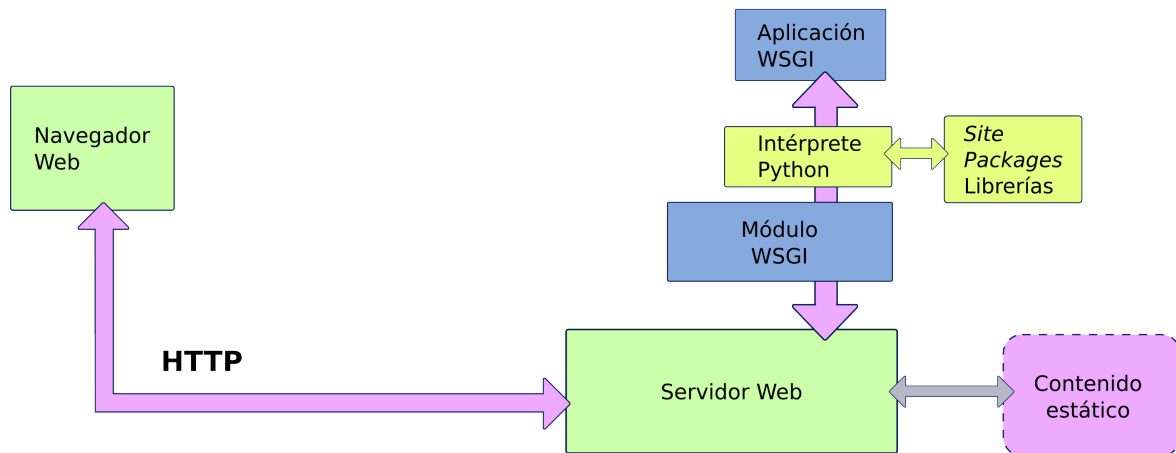 Aplicación
WSGI
Navegador
Web
Intérprete
Python
Site
Packages
Librerías
Módulo
WSGI
HTTP
Servidor Web
Contenido
estático